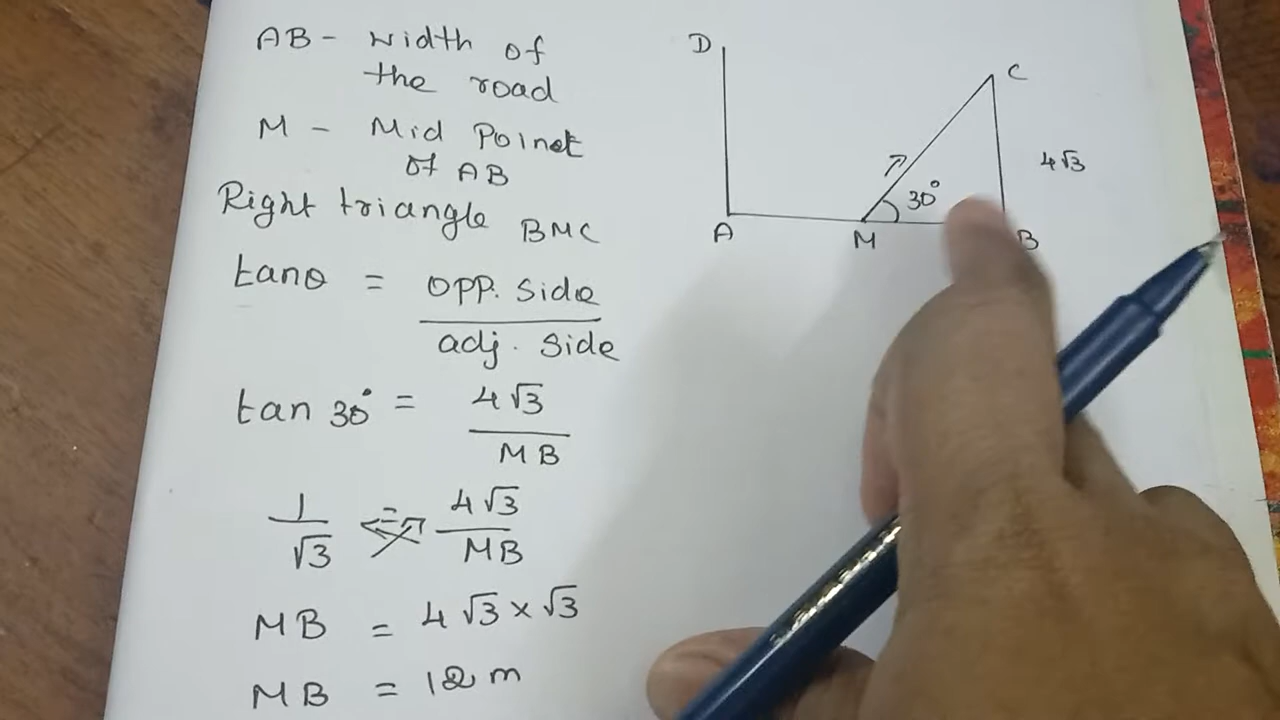 AB - Width of
the road
M - Mid Poinet
of AB
Right triangle BMC
tanθ = opp. side
adj. side
tan 30° = 4√3
MB
1 = 4√3
√3 MB
MB = 4√3 × √3
MB = 12 m
D
C
4√3
30°
A M B